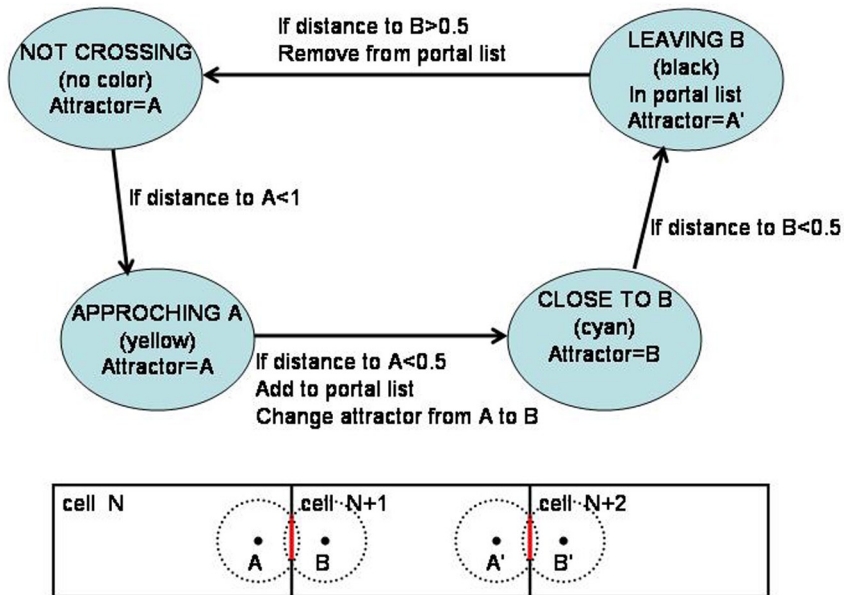 If distance to B>0.5
Remove from portal list
NOT CROSSING
(no color)
Attractor=A
LEAVING B
(black)
In portal list
Attractor=A'
If distance to A<1
If distance to B<0.5
APPROCHING A
(yellow)
Attractor=A
CLOSE TO B
(cyan)
Attractor=B
If distance to A<0.5
Add to portal list
Change attractor from A to B
cell N
cell N+1
cell N+2
A
B
A'
B'